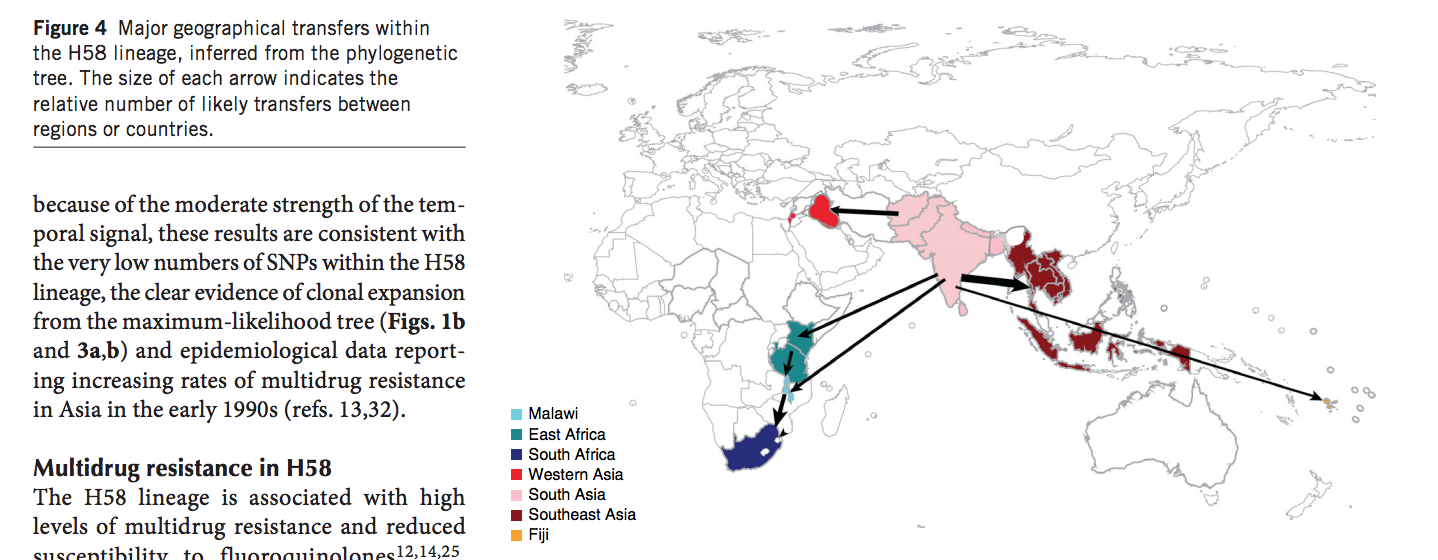 Figure 4 Major geographical transfers within
the H58 lineage, inferred from the phylogenetic
tree. The size of each arrow indicates the
relative number of likely transfers between
regions or countries.
because of the moderate strength of the tem-
poral signal, these results are consistent with
the very low numbers of SNPs within the H58
lineage, the clear evidence of clonal expansion
from the maximum-likelihood tree (Figs. 1b
and 3a,b) and epidemiological data report-
ing increasing rates of multidrug resistance
in Asia in the early 1990s (refs. 13,32).
Multidrug resistance in H58
The H58 lineage is associated with high
levels of multidrug resistance and reduced
susceptibility to fluoroquinolones12,14,25
Malawi
East Africa
South Africa
Western Asia
South Asia
Southeast Asia
Fiji